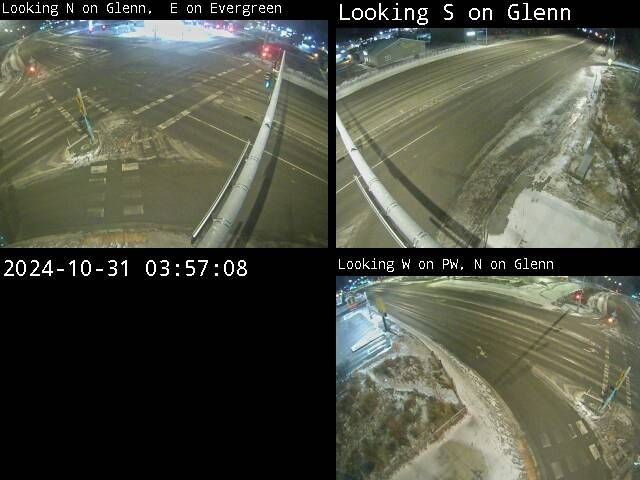 Looking N on Glenn, E on Evergreen
Looking S on Glenn
2024-10-31 03:57:08
Looking W on PW, N on Glenn